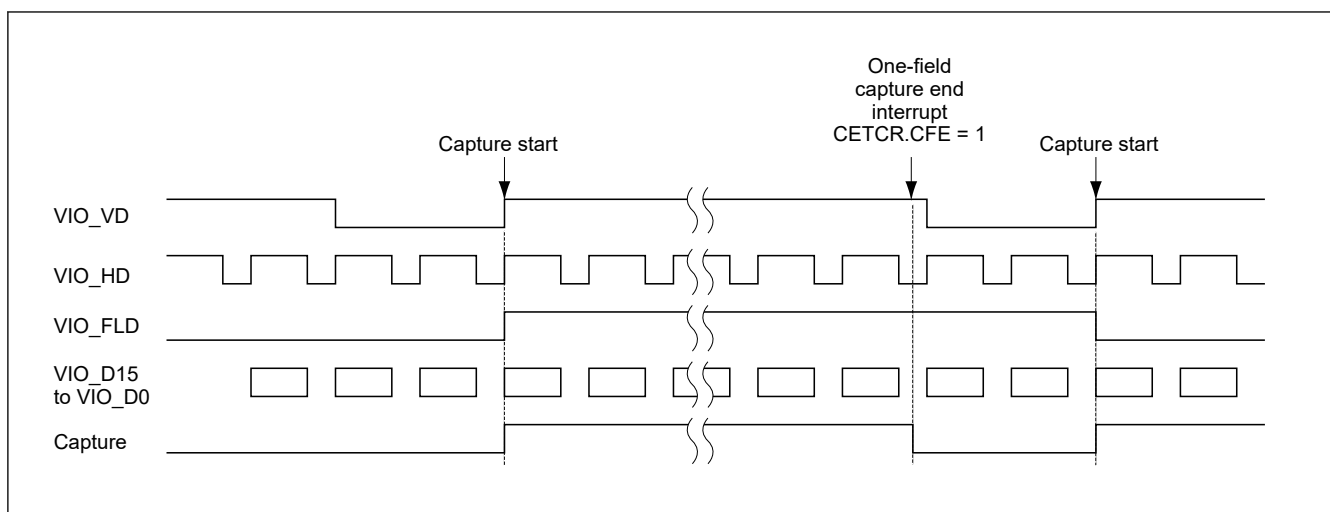 One-field
capture end
interrupt
CETCR.CFE = 1
Capture start
Capture start
VIO_VD
VIO_HD
VIO_FLD
VIO_D15
to VIO_D0
Capture